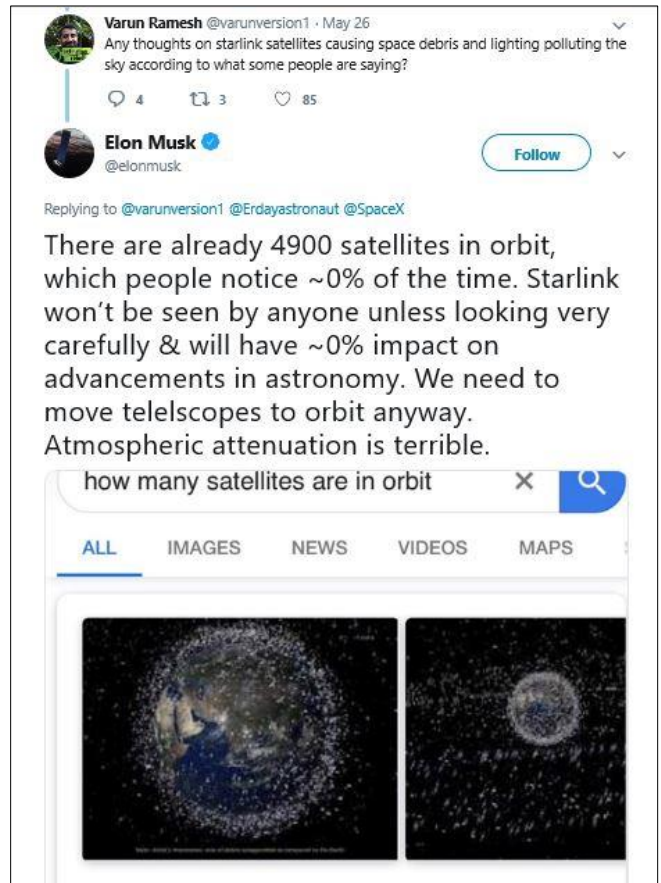 Varun Ramesh @varunversion1 · May 26
Any thoughts on starlink satellites causing space debris and lighting polluting the
sky according to what some people are saying?
4 3 85
Elon Musk
@elonmusk
Follow
Replying to @varunversion1 @Erdayastronaut @SpaceX
There are already 4900 satellites in orbit,
which people notice ~0% of the time. Starlink
won't be seen by anyone unless looking very
carefully & will have ~0% impact on
advancements in astronomy. We need to
move telelscopes to orbit anyway.
Atmospheric attenuation is terrible.
how many satellites are in orbit
ALL IMAGES NEWS VIDEOS MAPS